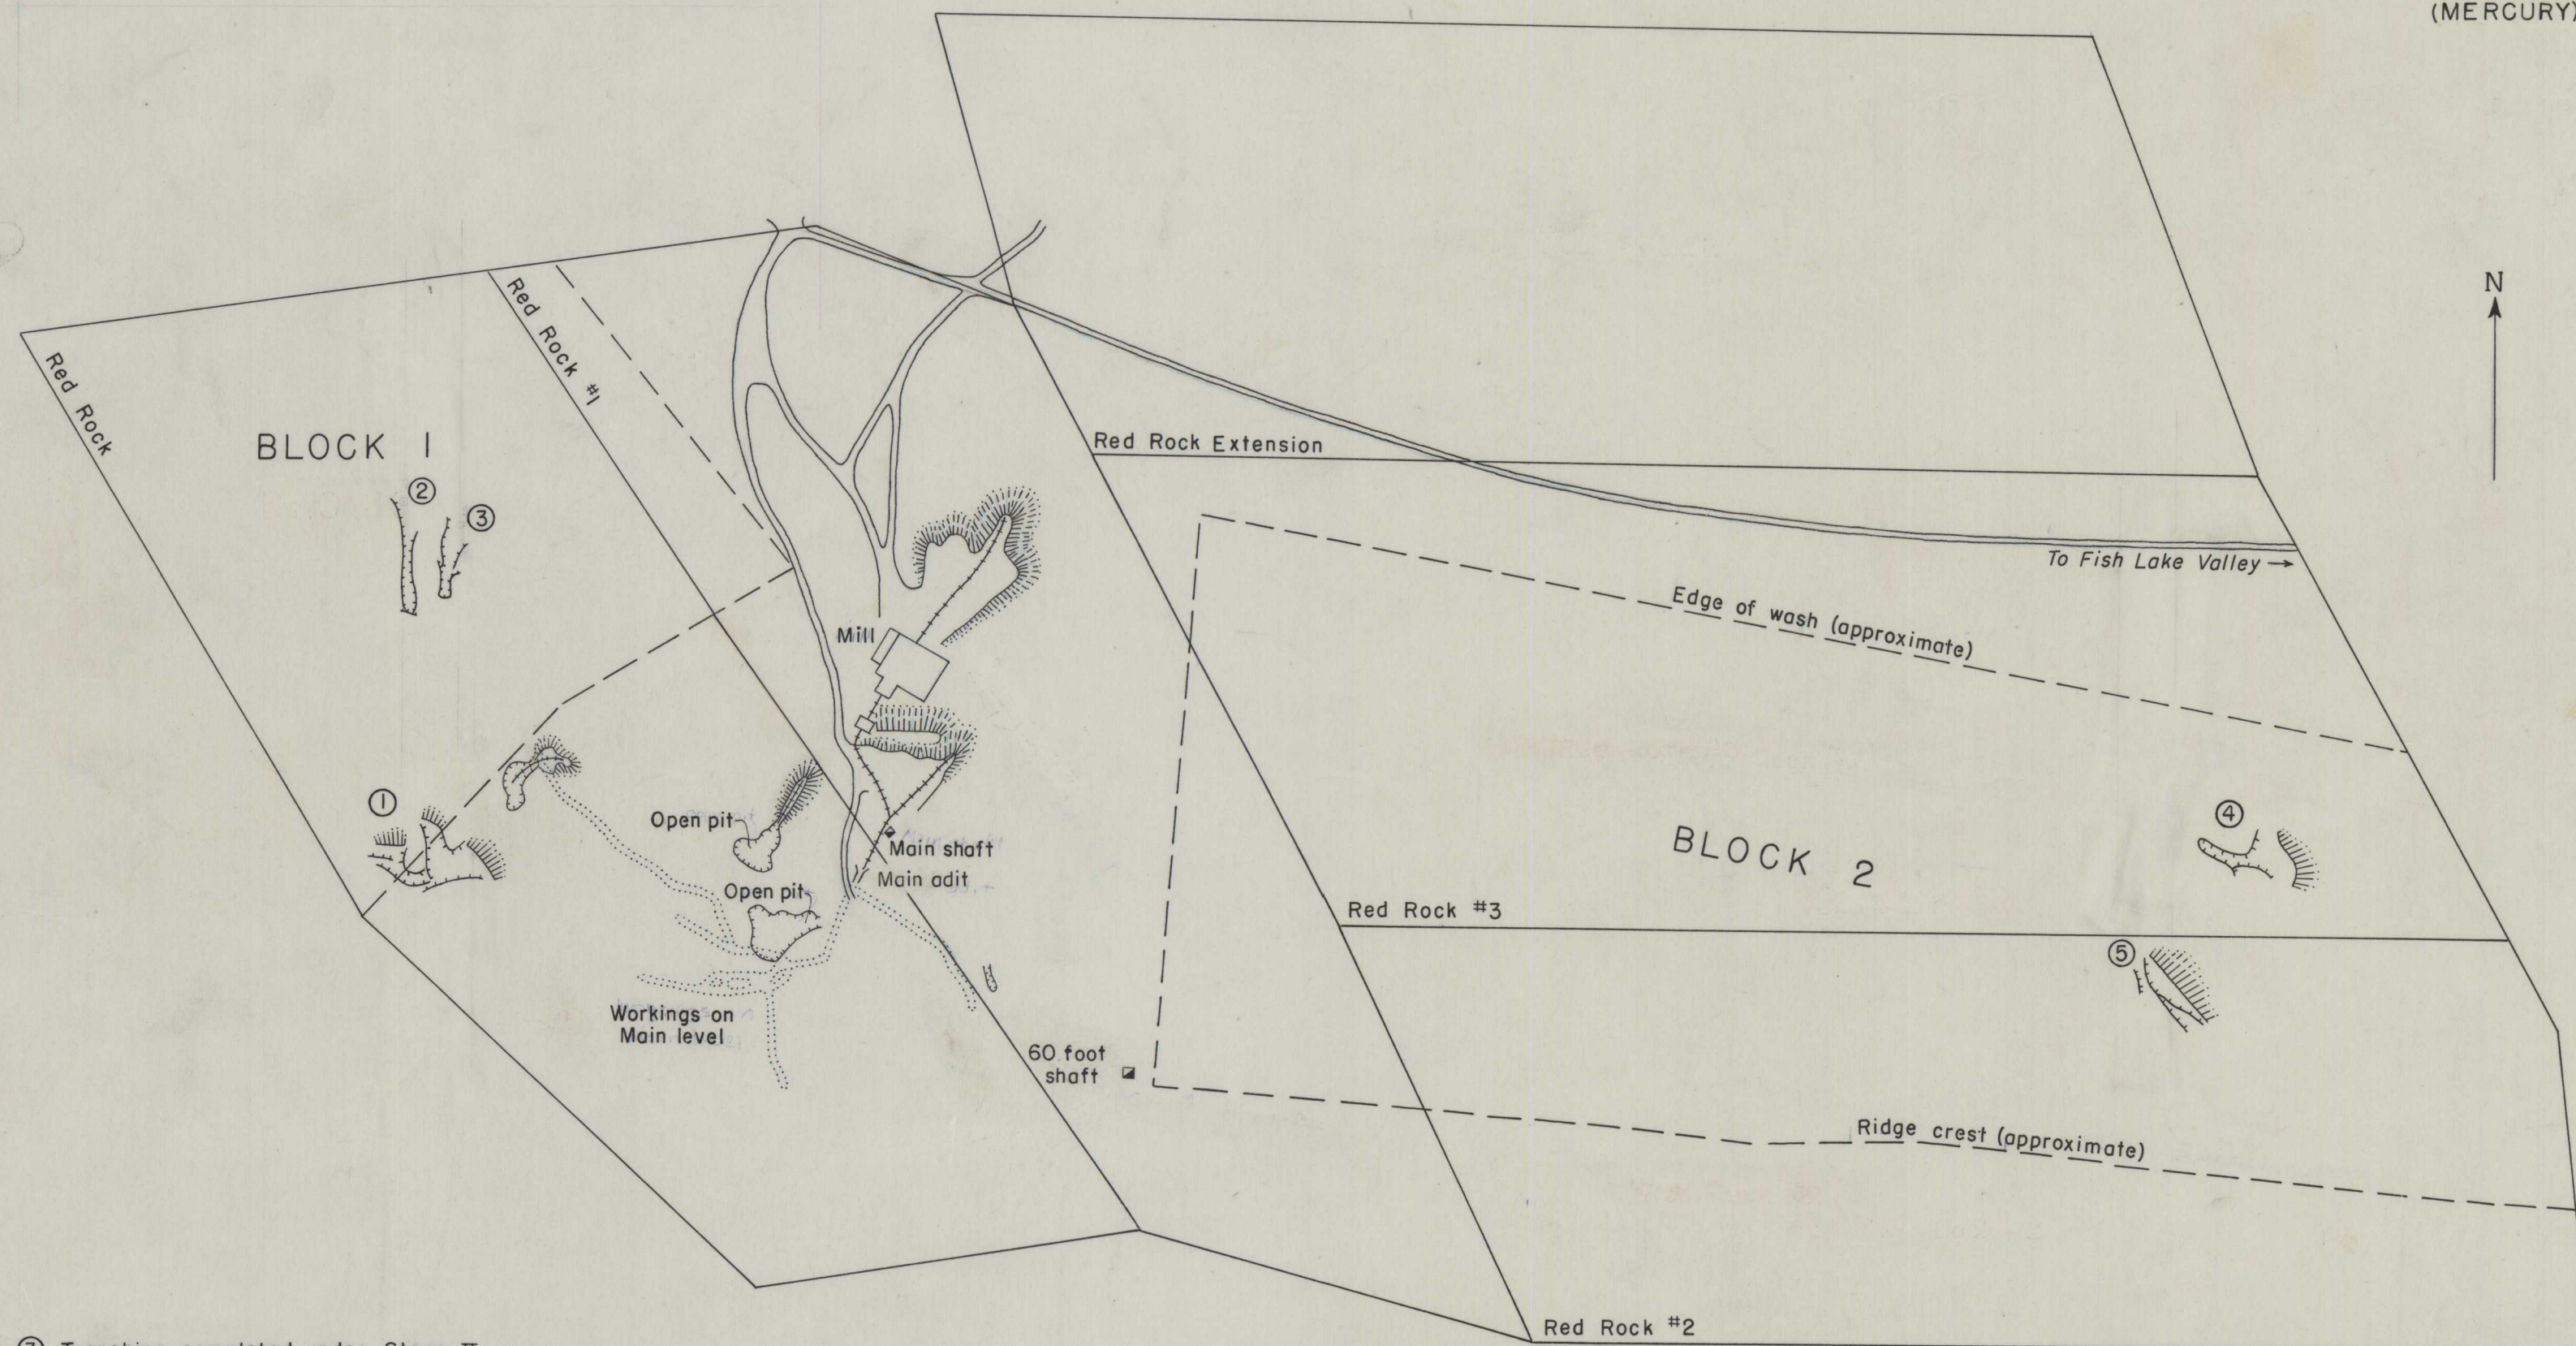 (MERCURY)
N
Red Rock
Red Rock #1
BLOCK 1
②
③
Red Rock Extension
To Fish Lake Valley →
Edge of wash (approximate)
Mill
①
Open pit
Main shaft
Main adit
Open pit
④
BLOCK 2
Red Rock #3
⑤
Workings on
Main level
60 foot
shaft
Ridge crest (approximate)
Red Rock #2